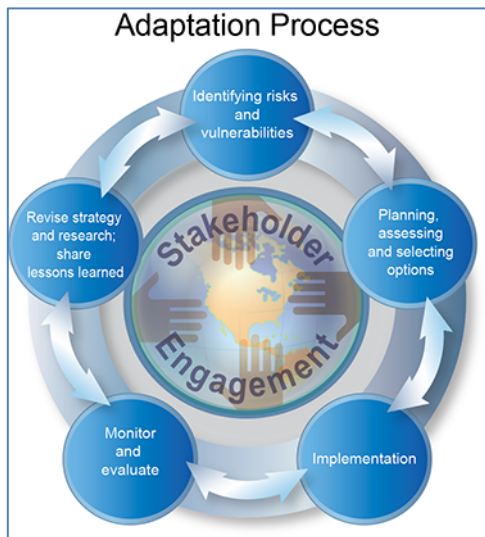 Adaptation Process
Identifying risks
and
vulnerabilities
Planning,
assessing
and selecting
options
Implementation
Monitor
and
evaluate
Revise strategy
and research;
share
lessons learned
Stakeholder
Engagement